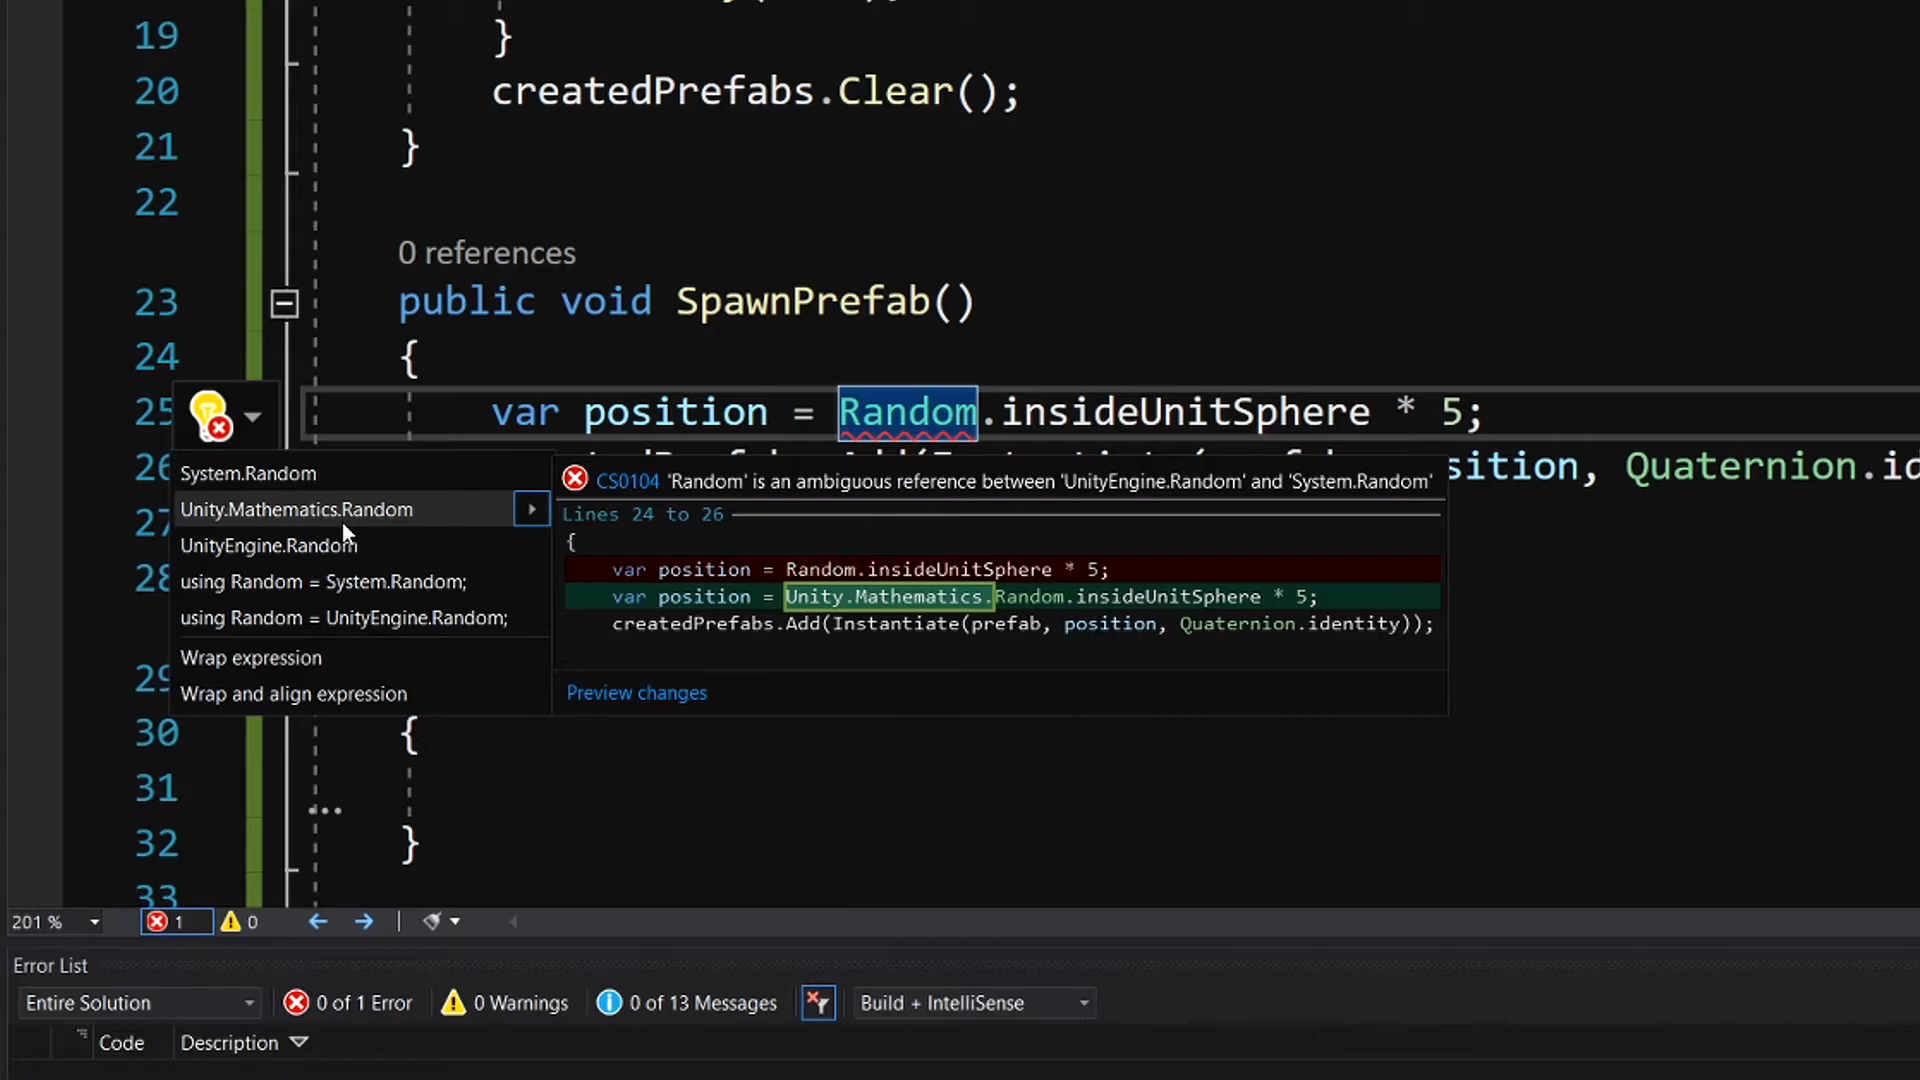 19 }
20 createdPrefabs.Clear();
21 }
22
0 references
23 public void SpawnPrefab()
24 {
25 var position = Random.insideUnitSphere * 5;
26 sition, Quaternion.id
System.Random
CS0104 'Random' is an ambiguous reference between 'UnityEngine.Random' and 'System.Random'
Unity.Mathematics.Random
Lines 24 to 26
27
UnityEngine.Random
{
using Random = System.Random;
var position = Random.insideUnitSphere * 5;
28
var position = Unity.Mathematics.Random.insideUnitSphere * 5;
using Random = UnityEngine.Random;
createdPrefabs.Add(Instantiate(prefab, position, Quaternion.identity));
Wrap expression
29
Wrap and align expression
Preview changes
30 {
31
...
32 }
33
201 % 1 0
Error List
Entire Solution 0 of 1 Error 0 Warnings 0 of 13 Messages Build + IntelliSense
Code Description